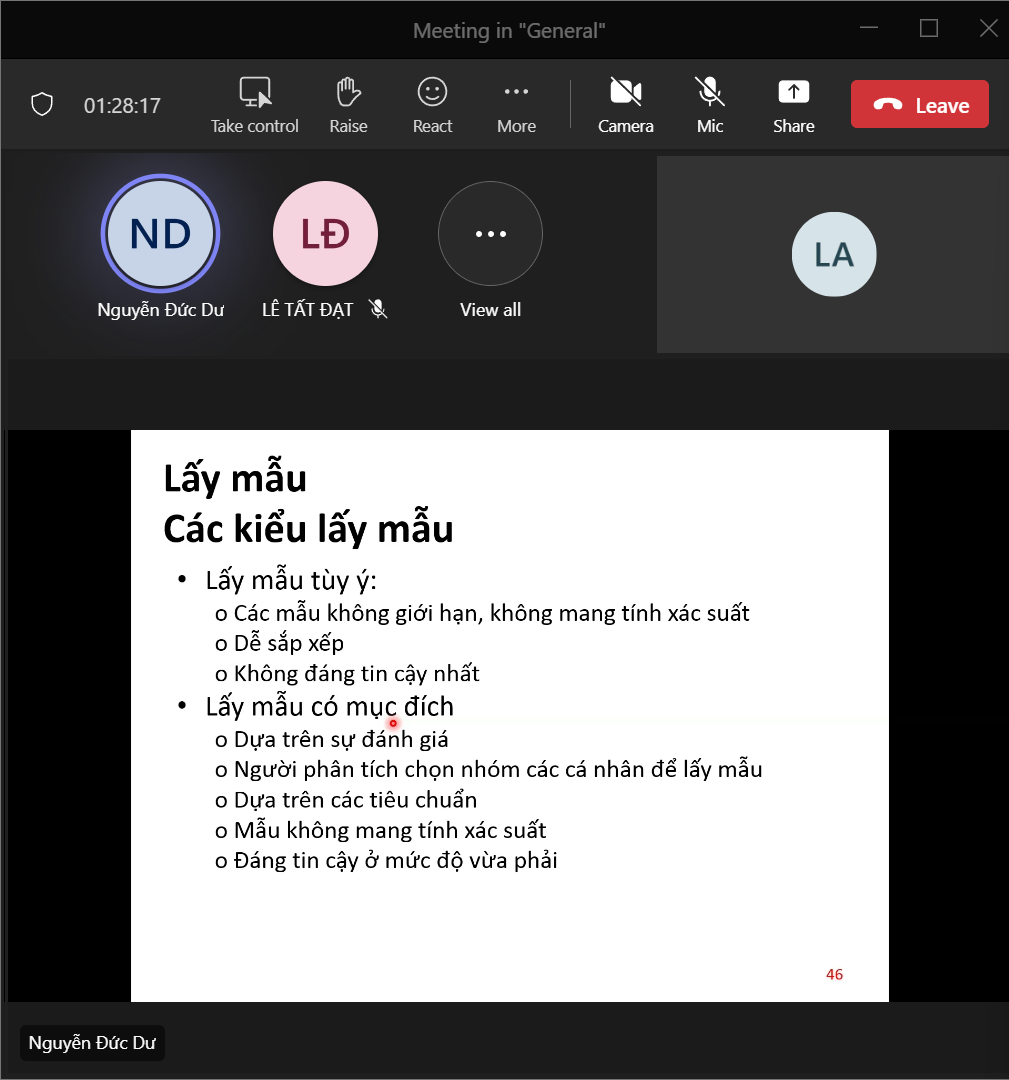 Meeting in "General"
01:28:17
Take control
Raise
React
More
Camera
Mic
Share
Leave
ND
LĐ
LA
Nguyễn Đức Dư
LÊ TẤT ĐẠT
View all
Lấy mẫu
Các kiểu lấy mẫu
• Lấy mẫu tùy ý:
o Các mẫu không giới hạn, không mang tính xác suất
o Dễ sắp xếp
o Không đáng tin cậy nhất
• Lấy mẫu có mục đích
o Dựa trên sự đánh giá
o Người phân tích chọn nhóm các cá nhân để lấy mẫu
o Dựa trên các tiêu chuẩn
o Mẫu không mang tính xác suất
o Đáng tin cậy ở mức độ vừa phải
46
Nguyễn Đức Dư